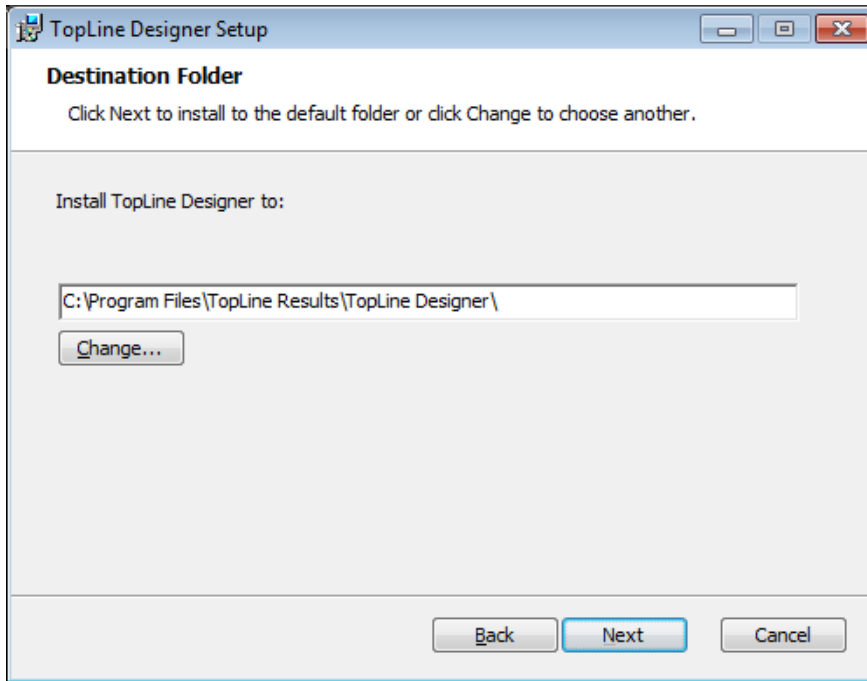 TopLine Designer Setup
Destination Folder
Click Next to install to the default folder or click Change to choose another.
Install TopLine Designer to:
C:\Program Files\TopLine Results\TopLine Designer\
Change...
Back Next Cancel